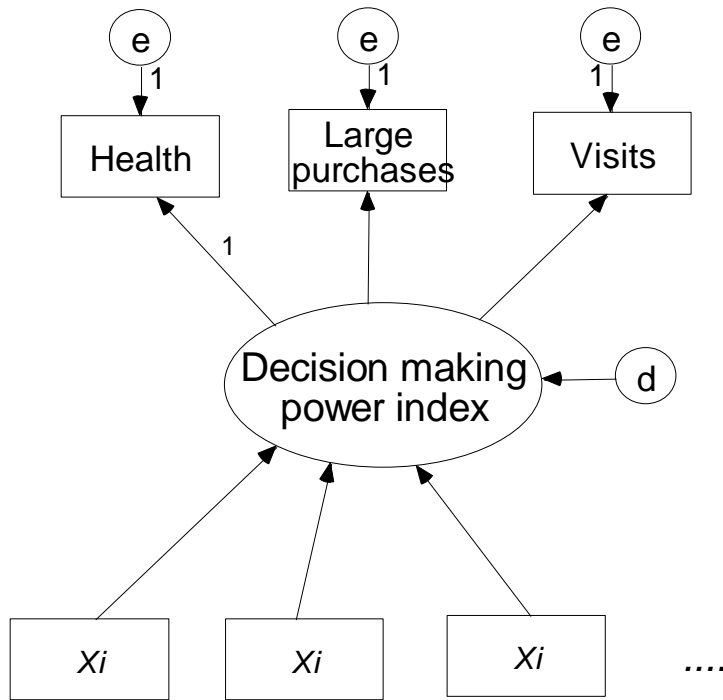 e
e
e
1
1
1
Health
Large
purchases
Visits
1
Decision making
power index
d
Xi
Xi
Xi
....